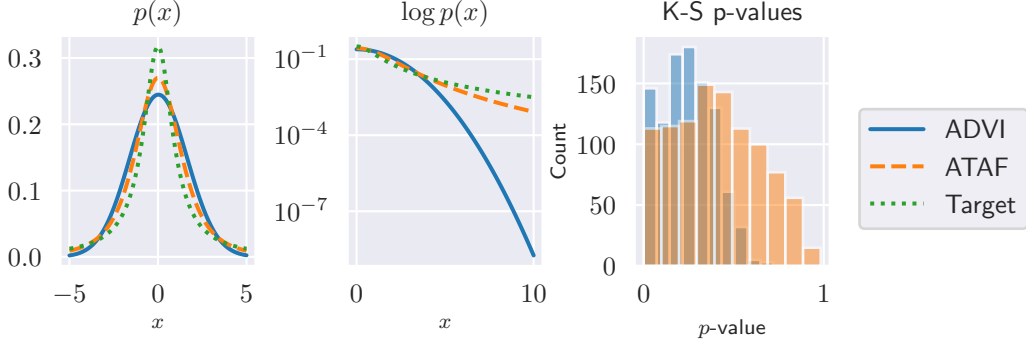 p(x)
0.3
0.2
0.1
0.0
−5
0
5
x
log p(x)
10⁻¹
10⁻⁴
10⁻⁷
0
10
x
K-S p-values
Count
150
100
50
0
0
1
p-value
ADVI
ATAF
Target